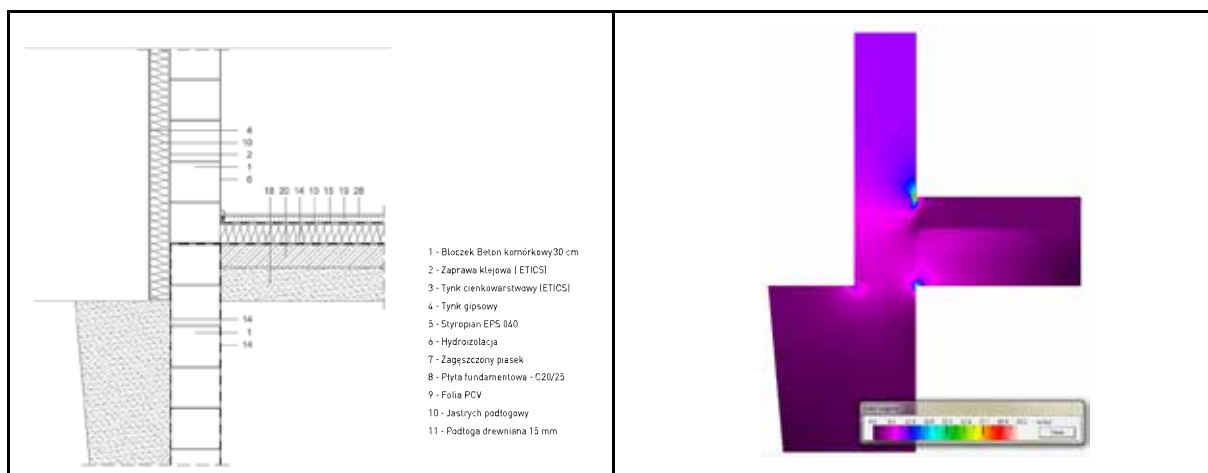 4
10
2
1
6
18 20 14 10 15 19 28
14
1
14
1 - Bloczek Beton komórkowy 30 cm
2 - Zaprawa klejowa ( ETICS)
3 - Tynk cienkowarstwowy (ETICS)
4 - Tynk gipsowy
5 - Styropian EPS 040
6 - Hydroizolacja
7 - Zagęszczony piasek
8 - Płyta fundamentowa - C20/25
9 - Folia PCV
10 - Jastrych podłogowy
11 - Podłoga drewniana 15 mm